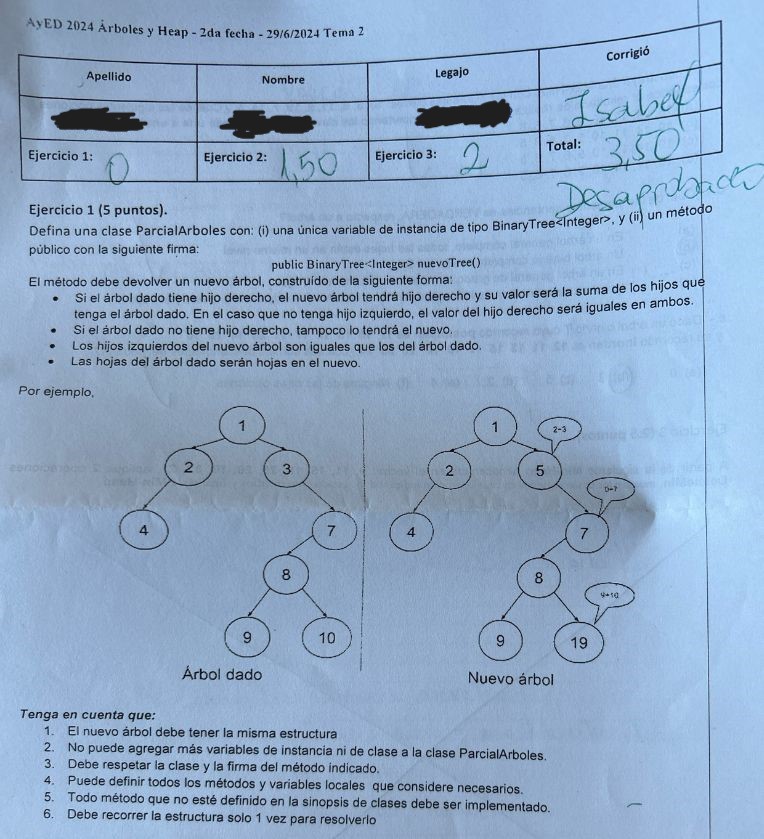 AyED 2024 Árboles y Heap - 2da fecha - 29/6/2024 Tema 2
Apellido Nombre Legajo Corrigió
Isabel
Ejercicio 1: 0 Ejercicio 2: 1,50 Ejercicio 3: 2 Total: 3,50
Desaprobado
Ejercicio 1 (5 puntos).
Defina una clase ParcialArboles con: (i) una única variable de instancia de tipo BinaryTree<Integer>, y (ii) un método
público con la siguiente firma:
public BinaryTree<Integer> nuevoTree()
El método debe devolver un nuevo árbol, construído de la siguiente forma:
• Si el árbol dado tiene hijo derecho, el nuevo árbol tendrá hijo derecho y su valor será la suma de los hijos que
tenga el árbol dado. En el caso que no tenga hijo izquierdo, el valor del hijo derecho será iguales en ambos.
• Si el árbol dado no tiene hijo derecho, tampoco lo tendrá el nuevo.
• Los hijos izquierdos del nuevo árbol son iguales que los del árbol dado.
• Las hojas del árbol dado serán hojas en el nuevo.
Por ejemplo,
1 1 2+3
2 3 2 5
0+7
4 7 4 7
8 8
9+10
9 10 9 19
Árbol dado Nuevo árbol
Tenga en cuenta que:
1. El nuevo árbol debe tener la misma estructura
2. No puede agregar más variables de instancia ni de clase a la clase ParcialArboles.
3. Debe respetar la clase y la firma del método indicado.
4. Puede definir todos los métodos y variables locales que considere necesarios.
5. Todo método que no esté definido en la sinopsis de clases debe ser implementado.
6. Debe recorrer la estructura solo 1 vez para resolverlo